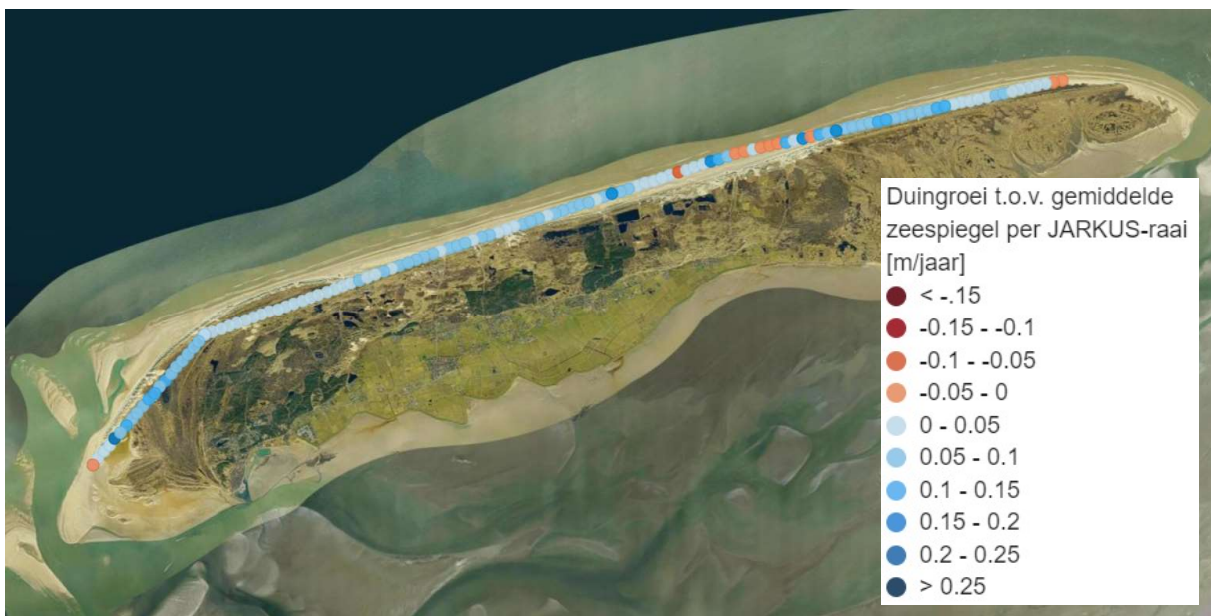 Duingroei t.o.v. gemiddelde
zeespiegel per JARKUS-raai
[m/jaar]
< -.15
-0.15 - -0.1
-0.1 - -0.05
-0.05 - 0
0 - 0.05
0.05 - 0.1
0.1 - 0.15
0.15 - 0.2
0.2 - 0.25
> 0.25